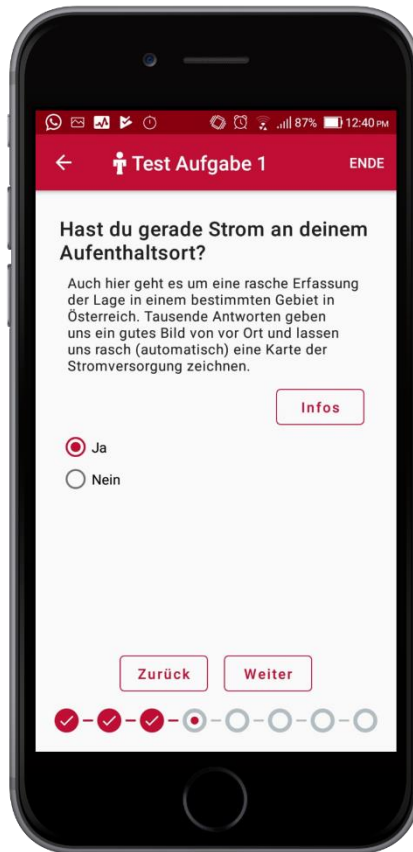 87% 12:40 PM
Test Aufgabe 1 ENDE
Hast du gerade Strom an deinem
Aufenthaltsort?
Auch hier geht es um eine rasche Erfassung
der Lage in einem bestimmten Gebiet in
Österreich. Tausende Antworten geben
uns ein gutes Bild von vor Ort und lassen
uns rasch (automatisch) eine Karte der
Stromversorgung zeichnen.
Infos
Ja
Nein
Zurück Weiter